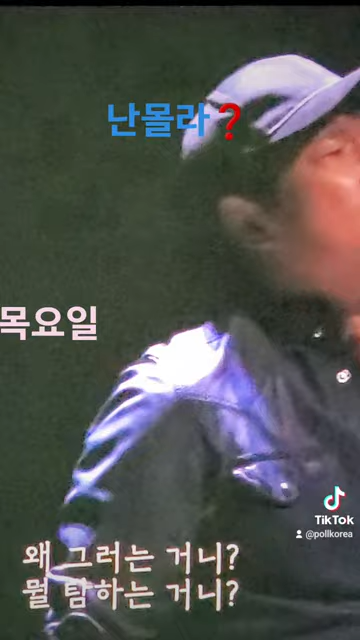 난몰라❓
목요일
TikTok
@pollkorea
왜 그러는 거니?
뭘 탐하는 거니?